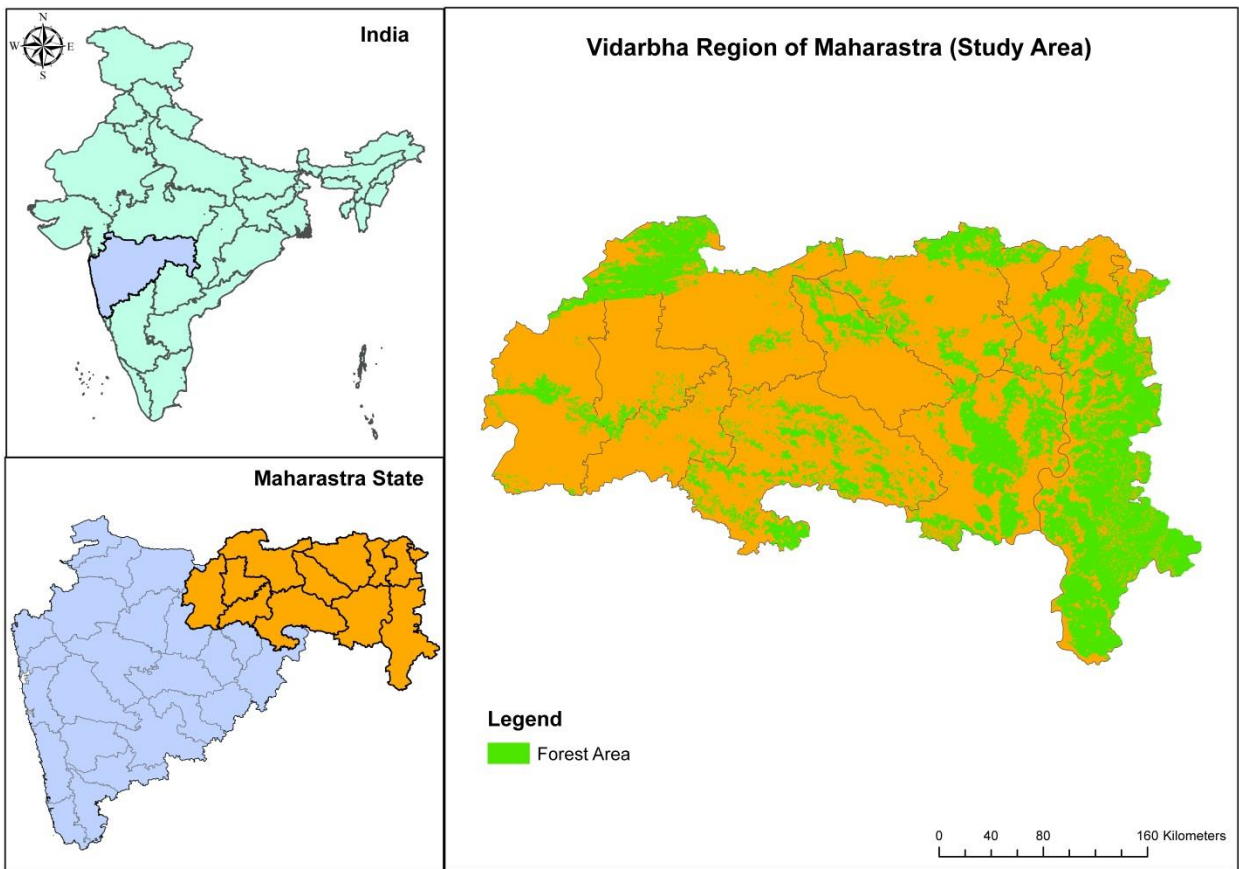 N
W E
S
India
Maharastra State
Vidarbha Region of Maharastra (Study Area)
Legend
Forest Area
0 40 80 160 Kilometers